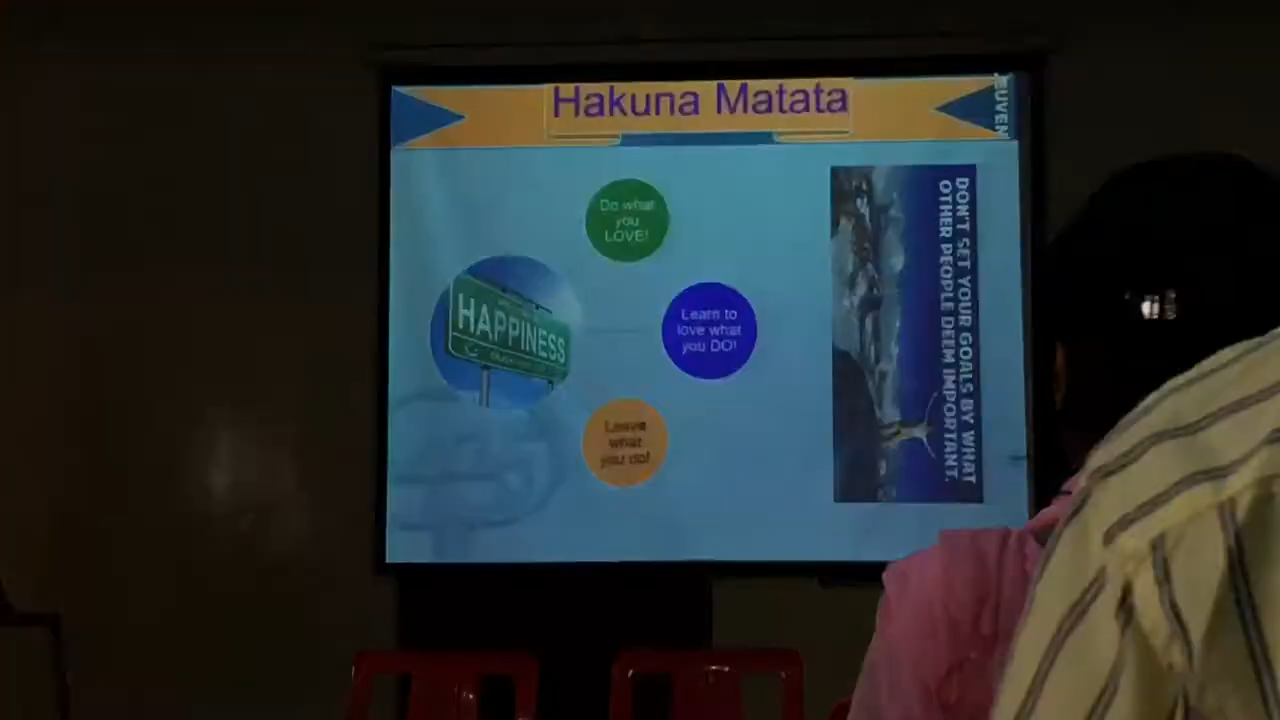 Hakuna Matata
Do what
you
LOVE!
HAPPINESS
Learn to
love what
you DO!
Leave
what
you do!
DON'T SET YOUR GOALS BY WHAT
OTHER PEOPLE DEEM IMPORTANT.